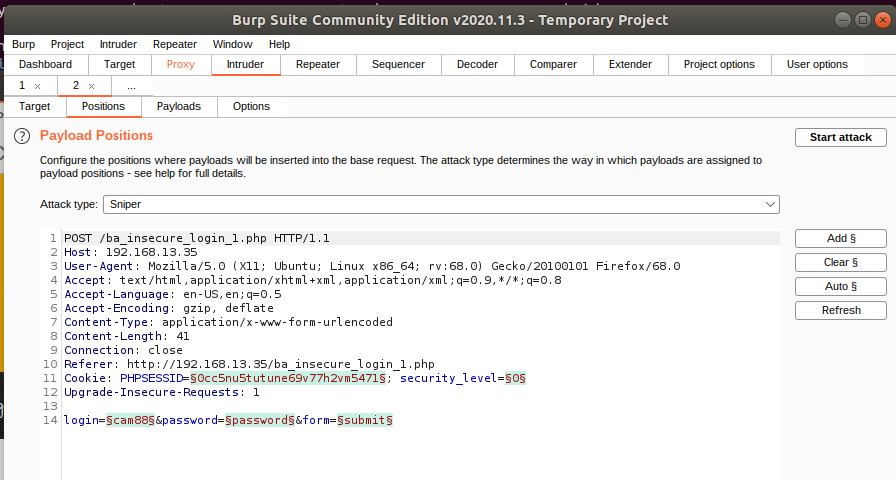 Burp Suite Community Edition v2020.11.3 - Temporary Project
Burp Project Intruder Repeater Window Help
Dashboard Target Proxy Intruder Repeater Sequencer Decoder Comparer Extender Project options User options
1 × 2 × ...
Target Positions Payloads Options
? Payload Positions
Start attack
Configure the positions where payloads will be inserted into the base request. The attack type determines the way in which payloads are assigned to
payload positions - see help for full details.
Attack type: Sniper
Add §
Clear §
Auto §
Refresh
1 POST /ba_insecure_login_1.php HTTP/1.1
2 Host: 192.168.13.35
3 User-Agent: Mozilla/5.0 (X11; Ubuntu; Linux x86_64; rv:68.0) Gecko/20100101 Firefox/68.0
4 Accept: text/html,application/xhtml+xml,application/xml;q=0.9,*/*;q=0.8
5 Accept-Language: en-US,en;q=0.5
6 Accept-Encoding: gzip, deflate
7 Content-Type: application/x-www-form-urlencoded
8 Content-Length: 41
9 Connection: close
10 Referer: http://192.168.13.35/ba_insecure_login_1.php
11 Cookie: PHPSESSID=§0cc5nu5tutune69v77h2vm5471§; security_level=§0§
12 Upgrade-Insecure-Requests: 1
13
14 login=§cam88§&password=§password§&form=§submit§